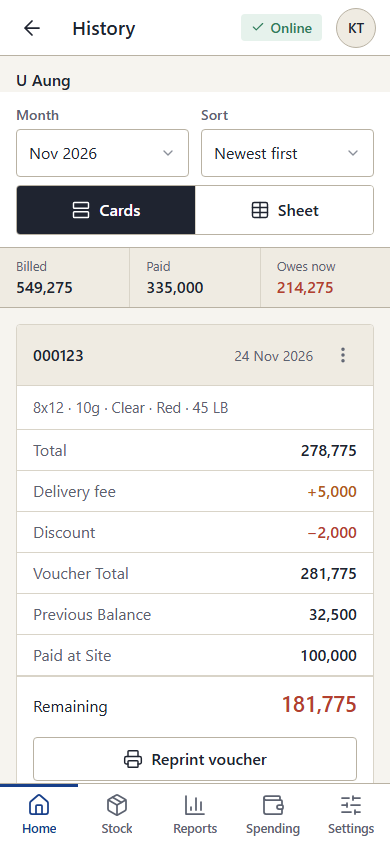 History
Online
KT
U Aung
Month
Sort
Nov 2026
Newest first
Cards
Sheet
Billed
Paid
Owes now
549,275
335,000
214,275
000123
24 Nov 2026
8x12 · 10g · Clear · Red · 45 LB
Total
278,775
Delivery fee
+5,000
Discount
−2,000
Voucher Total
281,775
Previous Balance
32,500
Paid at Site
100,000
Remaining
181,775
Reprint voucher
Home
Stock
Reports
Spending
Settings